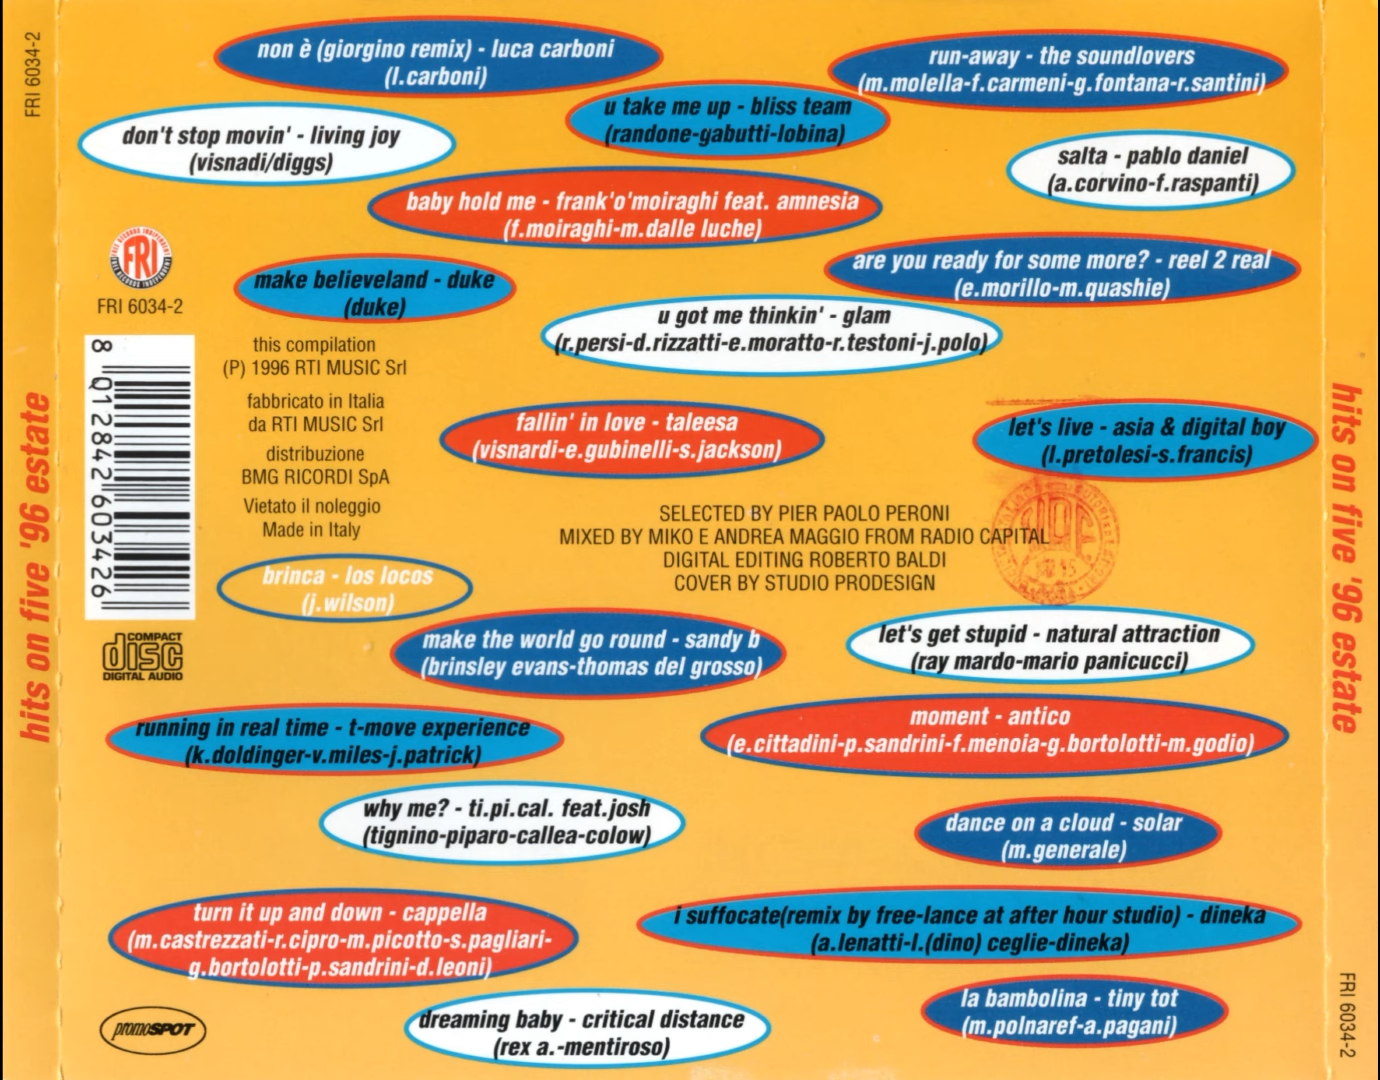 FRI 6034-2
hits on five '96 estate
non è (giorgino remix) - luca carboni
(l.carboni)
run-away - the soundlovers
(m.molella-f.carmeni-g.fontana-r.santini)
u take me up - bliss team
(randone-gabutti-lobina)
don't stop movin' - living joy
(visnadi/diggs)
salta - pablo daniel
(a.corvino-f.raspanti)
baby hold me - frank'o'moiraghi feat. amnesia
(f.moiraghi-m.dalle luche)
are you ready for some more? - reel 2 real
(e.morillo-m.quashie)
FRI
FRI 6034-2
make believeland - duke
(duke)
u got me thinkin' - glam
(r.persi-d.rizzatti-e.moratto-r.testoni-j.polo)
this compilation
(P) 1996 RTI MUSIC Srl
fabbricato in Italia
da RTI MUSIC Srl
distribuzione
BMG RICORDI SpA
Vietato il noleggio
Made in Italy
8 012842 603426
fallin' in love - taleesa
(visnardi-e.gubinelli-s.jackson)
let's live - asia & digital boy
(l.pretolesi-s.francis)
SELECTED BY PIER PAOLO PERONI
MIXED BY MIKO E ANDREA MAGGIO FROM RADIO CAPITAL
DIGITAL EDITING ROBERTO BALDI
COVER BY STUDIO PRODESIGN
brinca - los locos
(j.wilson)
COMPACT
disc
DIGITAL AUDIO
make the world go round - sandy b
(brinsley evans-thomas del grosso)
let's get stupid - natural attraction
(ray mardo-mario panicucci)
running in real time - t-move experience
(k.doldinger-v.miles-j.patrick)
moment - antico
(e.cittadini-p.sandrini-f.menoia-g.bortolotti-m.godio)
why me? - ti.pi.cal. feat.josh
(tignino-piparo-callea-colow)
dance on a cloud - solar
(m.generale)
turn it up and down - cappella
(m.castrezzati-r.cipro-m.picotto-s.pagliari-
g.bortolotti-p.sandrini-d.leoni)
i suffocate(remix by free-lance at after hour studio) - dineka
(a.lenatti-l.(dino) ceglie-dineka)
promoSPOT
dreaming baby - critical distance
(rex a.-mentiroso)
la bambolina - tiny tot
(m.polnaref-a.pagani)
hits on five '96 estate
FRI 6034-2